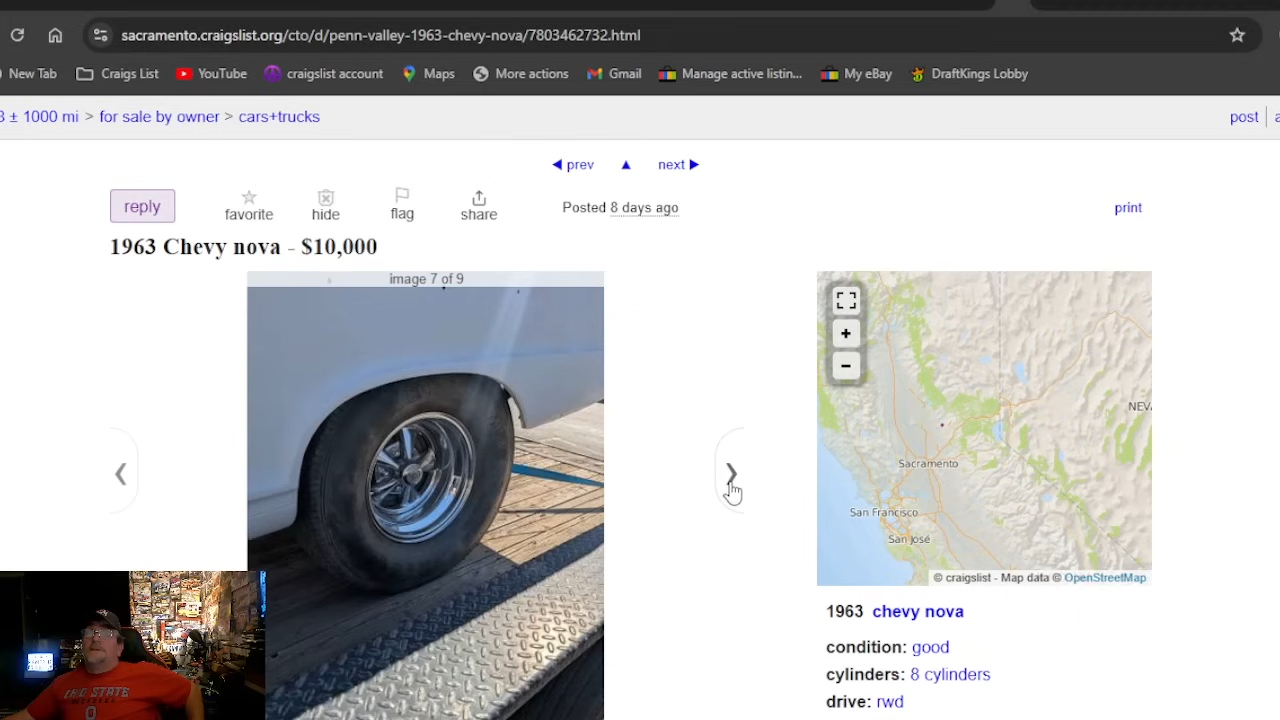 sacramento.craigslist.org/cto/d/penn-valley-1963-chevy-nova/7803462732.html
New Tab Craigs List YouTube craigslist account Maps More actions Gmail Manage active listin... My eBay DraftKings Lobby
3 ± 1000 mi > for sale by owner > cars+trucks post a
◀ prev ▲ next ▶
reply favorite hide flag share Posted 8 days ago print
1963 Chevy nova - $10,000
image 7 of 9
+
−
NEV
Sacramento
San Francisco
San José
© craigslist - Map data © OpenStreetMap
1963 chevy nova
condition: good
cylinders: 8 cylinders
drive: rwd
OHIO STATE